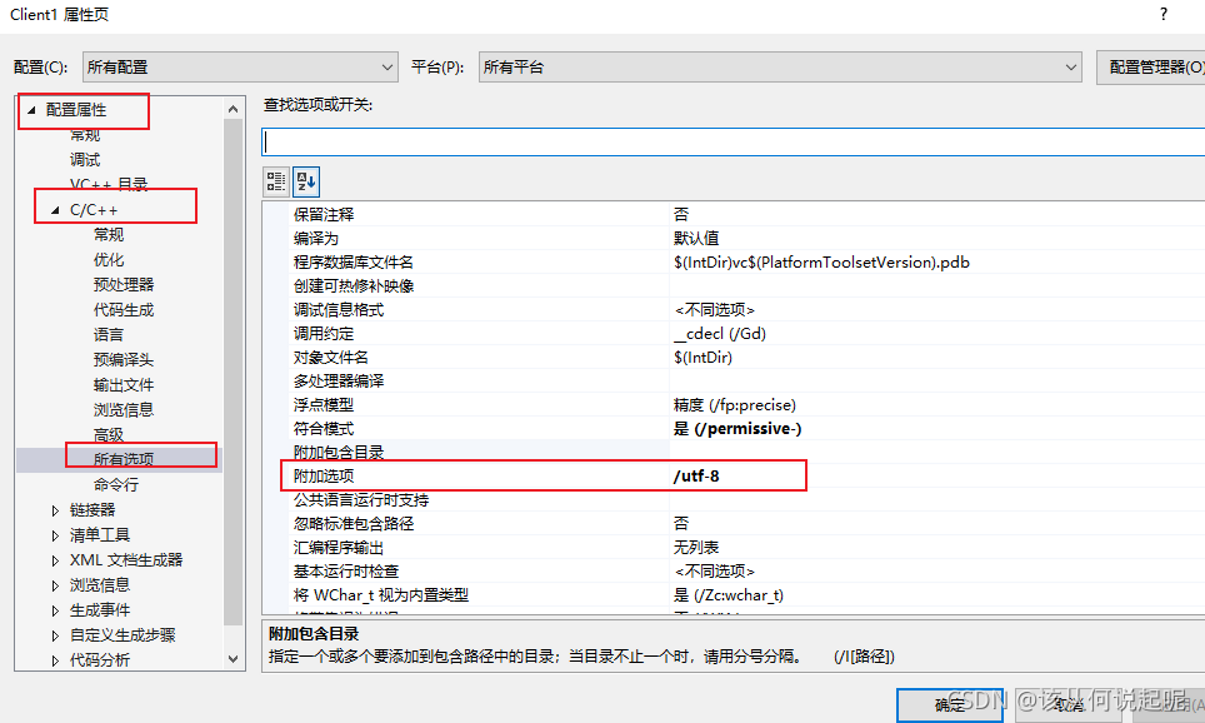 Client1 属性页 ?
配置(C): 所有配置 平台(P): 所有平台 配置管理器(O)
配置属性
常规
调试
VC++ 目录
C/C++
常规
优化
预处理器
代码生成
语言
预编译头
输出文件
浏览信息
高级
所有选项
命令行
链接器
清单工具
XML 文档生成器
浏览信息
生成事件
自定义生成步骤
代码分析
查找选项或开关:
保留注释 否
编译为 默认值
程序数据库文件名 $(IntDir)vc$(PlatformToolsetVersion).pdb
创建可热修补映像
调试信息格式 <不同选项>
调用约定 __cdecl (/Gd)
对象文件名 $(IntDir)
多处理器编译
浮点模型 精度 (/fp:precise)
符合模式 是 (/permissive-)
附加包含目录
附加选项 /utf-8
公共语言运行时支持
忽略标准包含路径 否
汇编程序输出 无列表
基本运行时检查 <不同选项>
将 WChar_t 视为内置类型 是 (/Zc:wchar_t)
附加包含目录
指定一个或多个要添加到包含路径中的目录；当目录不止一个时，请用分号分隔。 (/I[路径])
确定 取消
CSDN @该从何说起呢